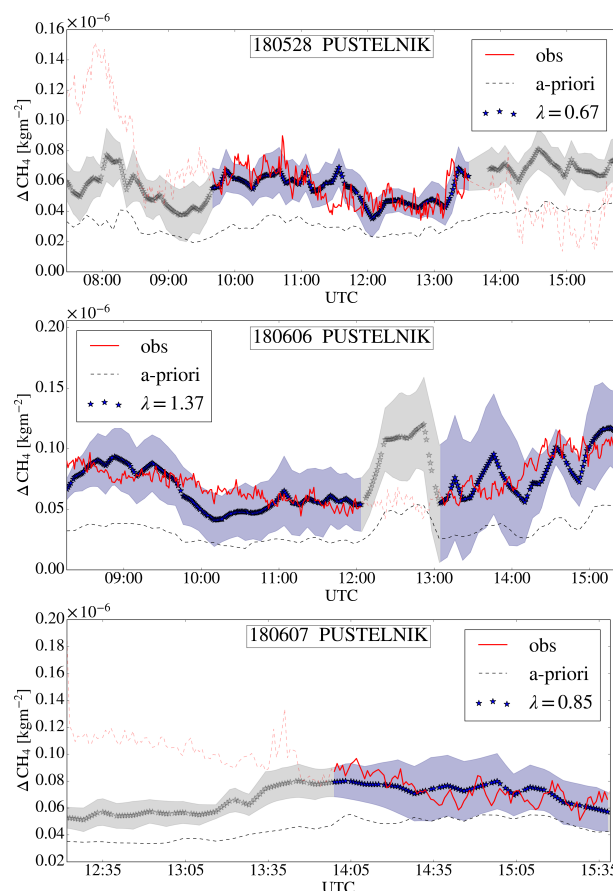 ×10⁻⁶
0.16
0.14
0.12
0.10
0.08
0.06
0.04
0.02
0.00
ΔCH₄ [kgm⁻²]
180528 PUSTELNIK
obs
a-priori
λ = 0.67
08:00 09:00 10:00 11:00 12:00 13:00 14:00 15:00
UTC
×10⁻⁶
0.20
0.15
0.10
0.05
0.00
ΔCH₄ [kgm⁻²]
180606 PUSTELNIK
obs
a-priori
λ = 1.37
09:00 10:00 11:00 12:00 13:00 14:00 15:00
UTC
×10⁻⁶
0.20
0.18
0.16
0.14
0.12
0.10
0.08
0.06
0.04
0.02
ΔCH₄ [kgm⁻²]
180607 PUSTELNIK
obs
a-priori
λ = 0.85
12:35 13:05 13:35 14:05 14:35 15:05 15:35
UTC